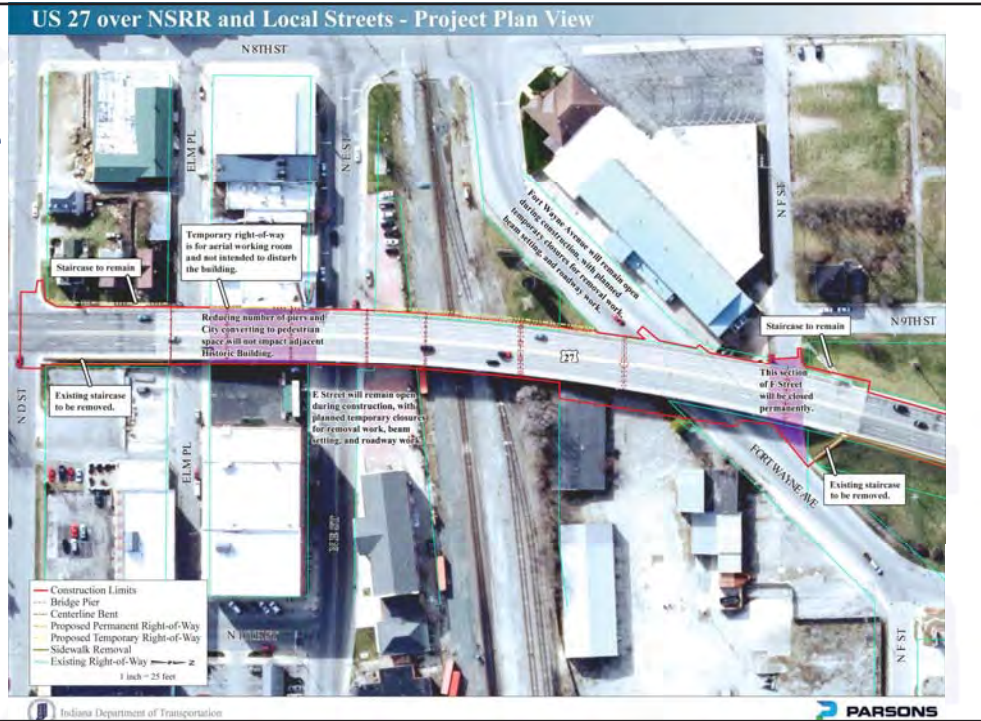 US 27 over NSRR and Local Streets - Project Plan View
N 8TH ST
ELM PL
N E ST
N F ST
Fort Wayne Avenue will remain open
during construction, with planned
temporary closures for removal work,
beam setting, and roadway work.
Temporary right-of-way
is for aerial working room
and not intended to disturb
the building.
Staircase to remain
Reducing number of piers and
City converting to pedestrian
space will not impact adjacent
Historic Building.
27
N 9TH ST
Staircase to remain
This section
of F Street
will be closed
permanently.
N D ST
Existing staircase
to be removed.
E Street will remain open
during construction, with
planned temporary closures
for removal work, beam
setting, and roadway work
ELM PL
FORT WAYNE AVE
Existing staircase
to be removed.
N E ST
Construction Limits
Bridge Pier
Centerline Bent
Proposed Permanent Right-of-Way
Proposed Temporary Right-of-Way
Sidewalk Removal
Existing Right-of-Way
N
1 inch = 25 feet
N 10TH ST
N F ST
Indiana Department of Transportation
PARSONS